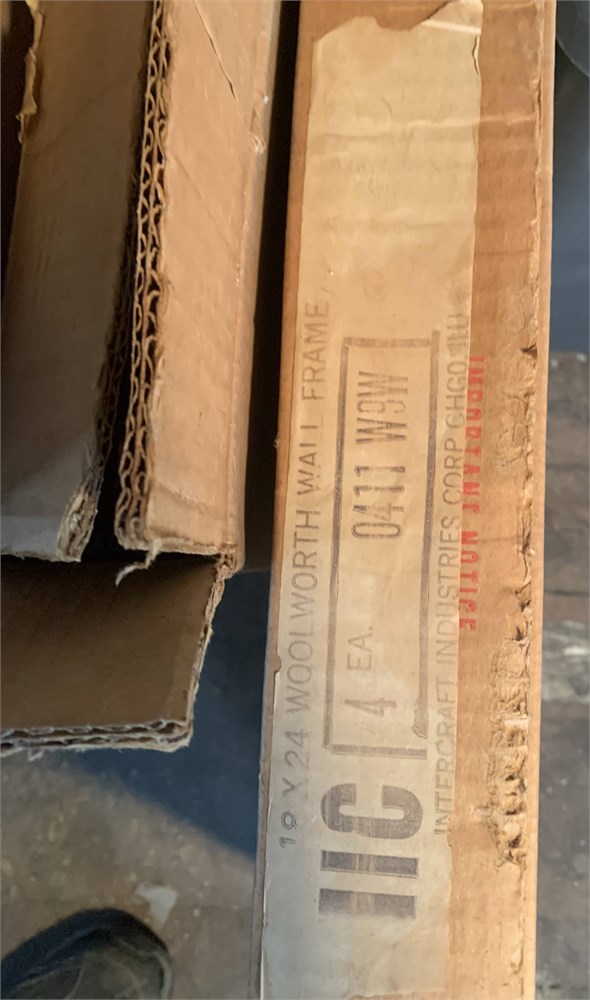 18 X 24 WOOLWORTH WALL FRAME
IIC 4 EA. 0411 W9W
INTERCRAFT INDUSTRIES CORP CHGO ILL
IMPORTANT NOTICE